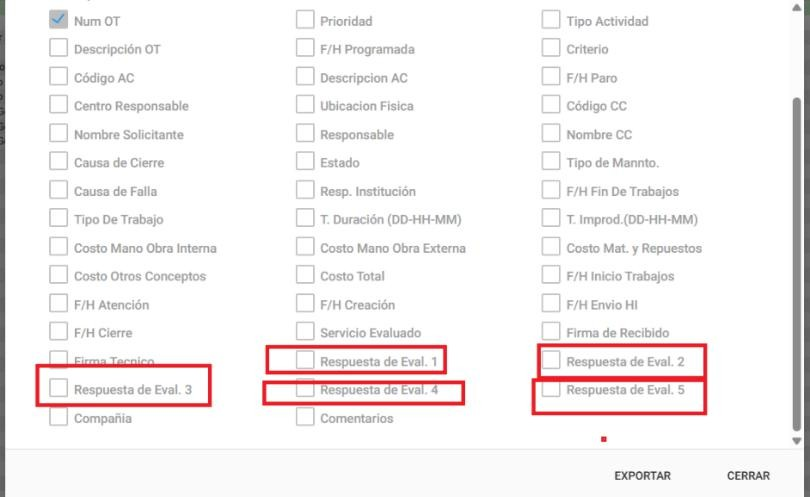 Num OT Prioridad Tipo Actividad
Descripción OT F/H Programada Criterio
Código AC Descripcion AC F/H Paro
Centro Responsable Ubicacion Fisica Código CC
Nombre Solicitante Responsable Nombre CC
Causa de Cierre Estado Tipo de Mannto.
Causa de Falla Resp. Institución F/H Fin De Trabajos
Tipo De Trabajo T. Duración (DD-HH-MM) T. Improd.(DD-HH-MM)
Costo Mano Obra Interna Costo Mano Obra Externa Costo Mat. y Repuestos
Costo Otros Conceptos Costo Total F/H Inicio Trabajos
F/H Atención F/H Creación F/H Envio HI
F/H Cierre Servicio Evaluado Firma de Recibido
Firma Tecnico Respuesta de Eval. 1 Respuesta de Eval. 2
Respuesta de Eval. 3 Respuesta de Eval. 4 Respuesta de Eval. 5
Compañia Comentarios
EXPORTAR CERRAR